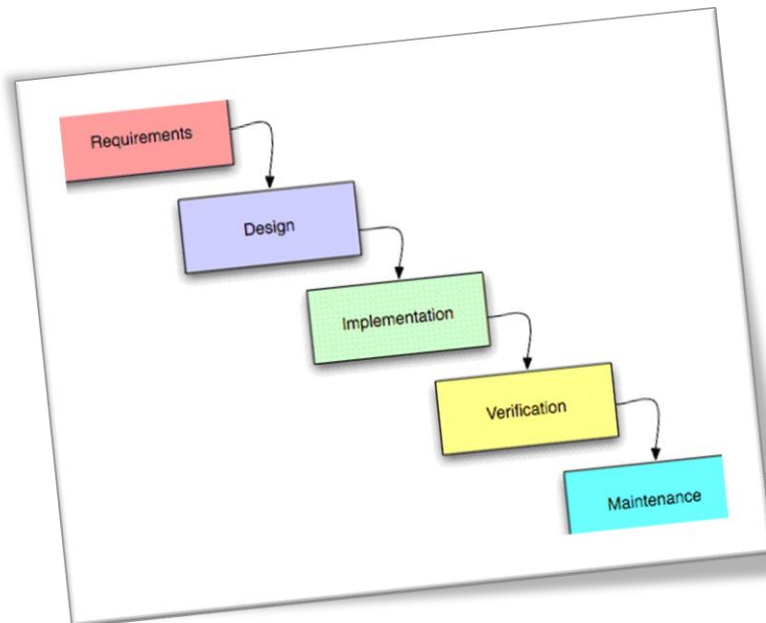 Requirements
Design
Implementation
Verification
Maintenance